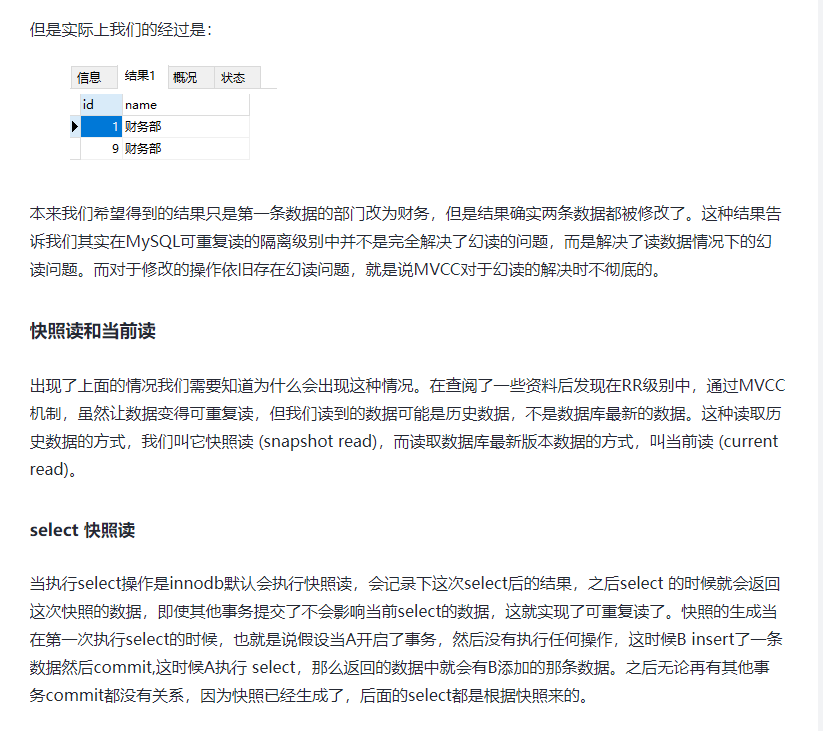 但是实际上我们的经过是：
信息 结果1 概况 状态
id name
1 财务部
9 财务部
本来我们希望得到的结果只是第一条数据的部门改为财务，但是结果确实两条数据都被修改了。这种结果告
诉我们其实在MySQL可重复读的隔离级别中并不是完全解决了幻读的问题，而是解决了读数据情况下的幻
读问题。而对于修改的操作依旧存在幻读问题，就是说MVCC对于幻读的解决时不彻底的。
快照读和当前读
出现了上面的情况我们需要知道为什么会出现这种情况。在查阅了一些资料后发现在RR级别中，通过MVCC
机制，虽然让数据变得可重复读，但我们读到的数据可能是历史数据，不是数据库最新的数据。这种读取历
史数据的方式，我们叫它快照读 (snapshot read)，而读取数据库最新版本数据的方式，叫当前读 (current
read)。
select 快照读
当执行select操作是innodb默认会执行快照读，会记录下这次select后的结果，之后select 的时候就会返回
这次快照的数据，即使其他事务提交了不会影响当前select的数据，这就实现了可重复读了。快照的生成当
在第一次执行select的时候，也就是说假设当A开启了事务，然后没有执行任何操作，这时候B insert了一条
数据然后commit,这时候A执行 select，那么返回的数据中就会有B添加的那条数据。之后无论再有其他事
务commit都没有关系，因为快照已经生成了，后面的select都是根据快照来的。